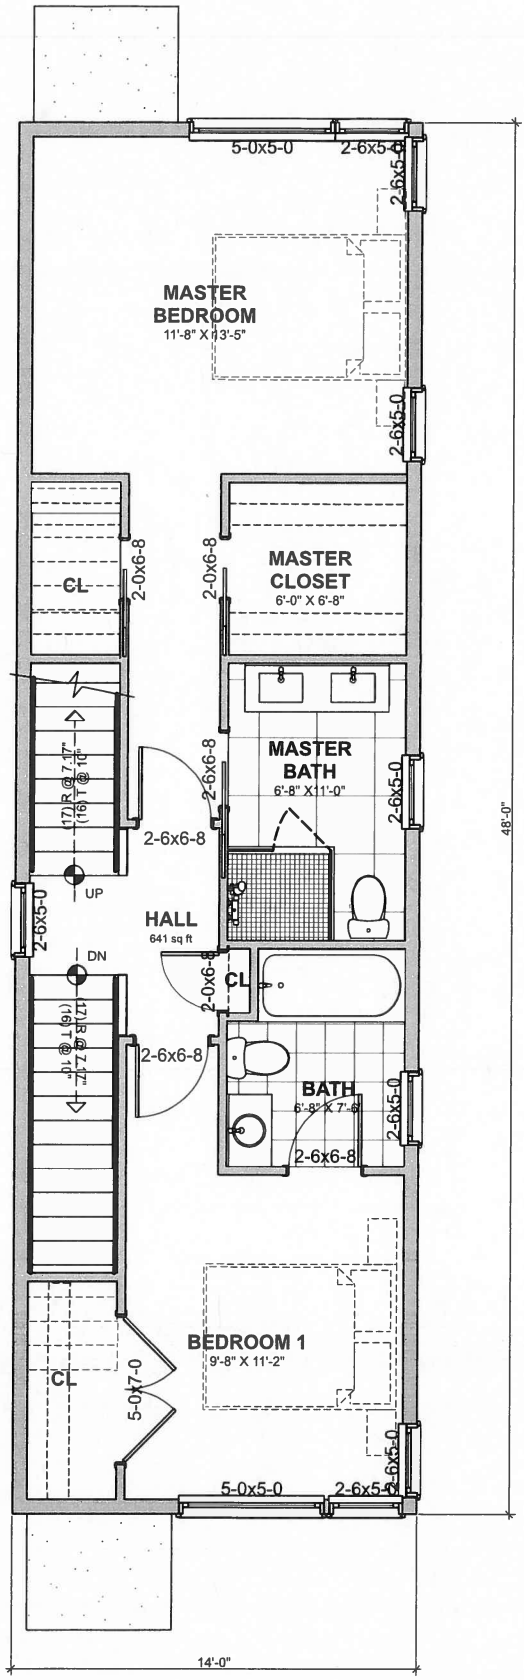 5-0x5-0
2-6x5-0
2-6x5-0
MASTER
BEDROOM
11'-8" X 13'-5"
2-6x5-0
2-0x6-8
2-0x6-8
CL
MASTER
CLOSET
6'-0" X 6'-8"
(17) R @ 7.17"
(16) T @ 10"
2-6x6-8
MASTER
BATH
6'-8" X11'-0"
2-6x5-0
2-6x6-8
48'-0"
UP
2-6x5-0
HALL
641 sq ft
DN
2-0x6-8
CL
(17) R @ 7.17"
(16) T @ 10"
2-6x6-8
BATH
6'-8" X 7'-6"
2-6x5-0
2-6x6-8
BEDROOM 1
9'-8" X 11'-2"
CL
5-0x7-0
2-6x5-0
5-0x5-0
2-6x5-0
14'-0"